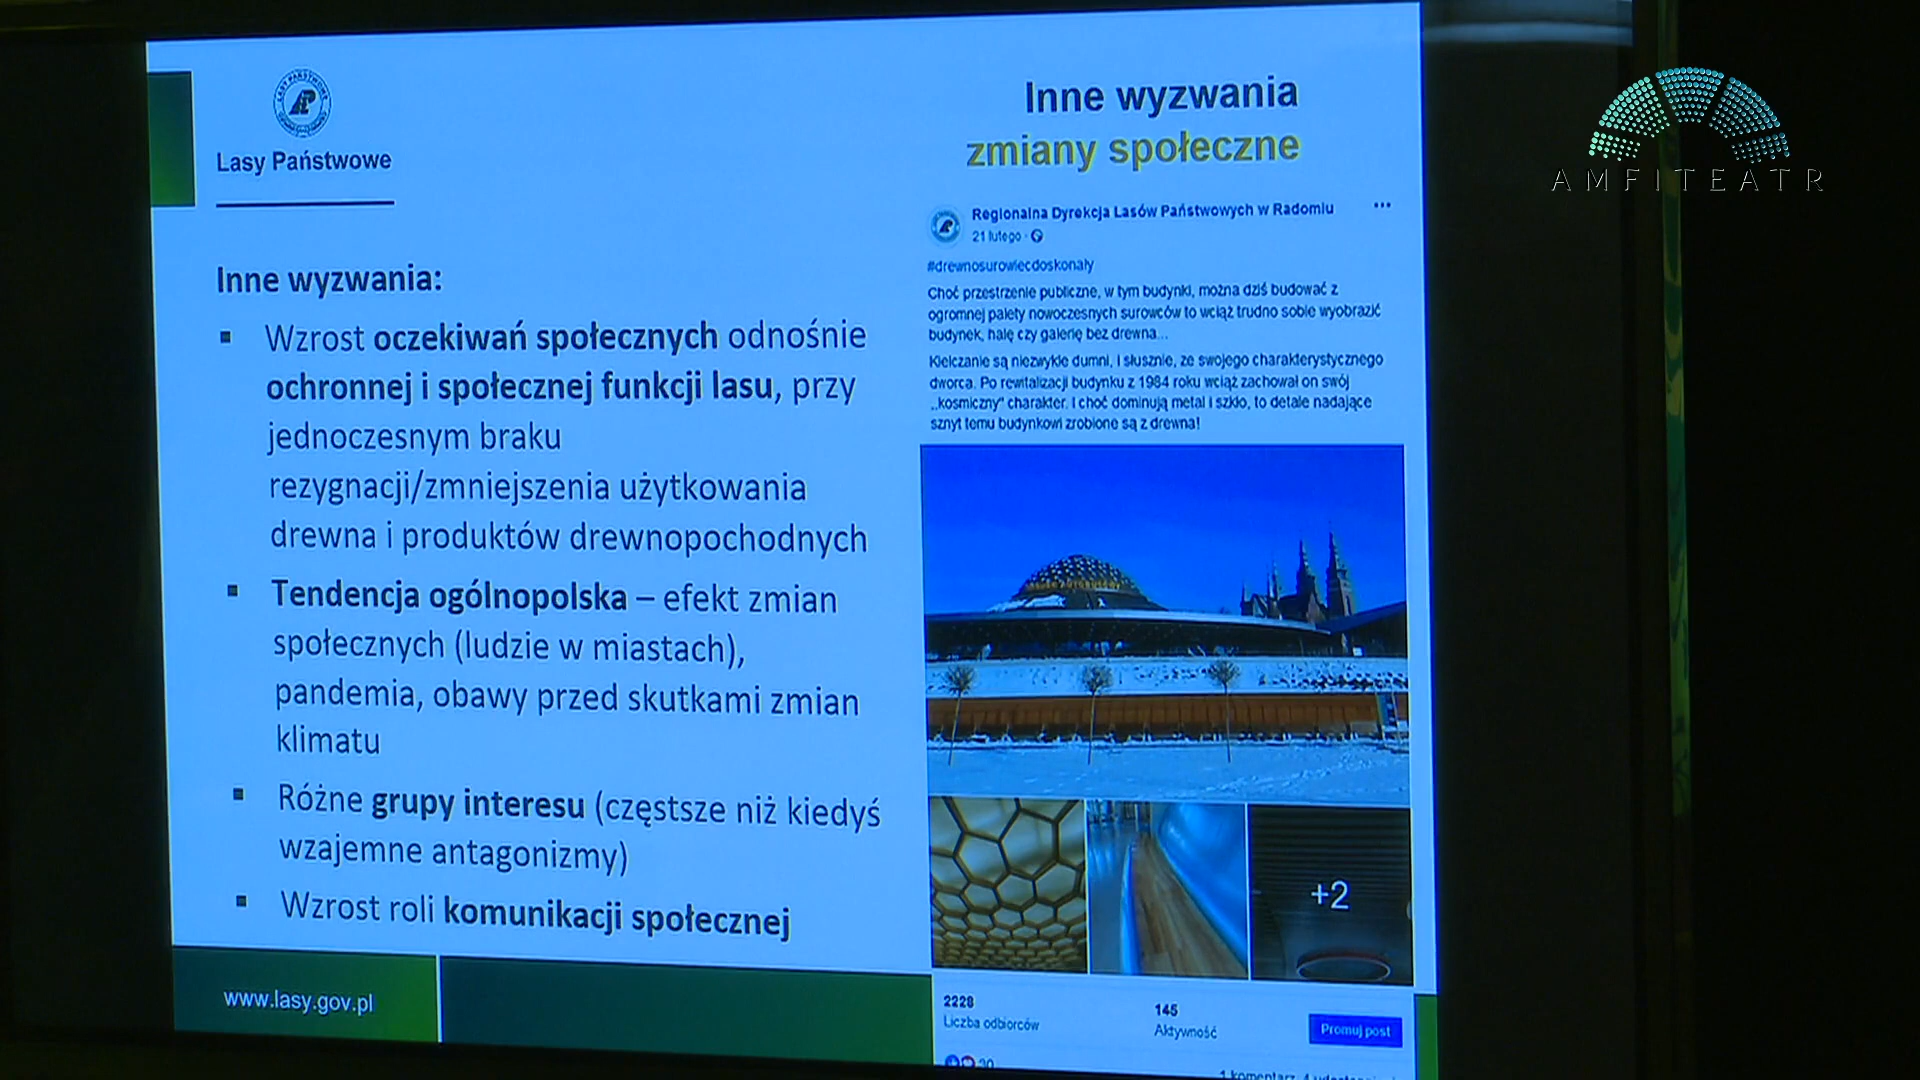 AMFITEATR
Lasy Państwowe
Inne wyzwania
zmiany społeczne
Inne wyzwania:
▪ Wzrost oczekiwań społecznych odnośnie
ochronnej i społecznej funkcji lasu, przy
jednoczesnym braku
rezygnacji/zmniejszenia użytkowania
drewna i produktów drewnopochodnych
▪ Tendencja ogólnopolska – efekt zmian
społecznych (ludzie w miastach),
pandemia, obawy przed skutkami zmian
klimatu
▪ Różne grupy interesu (częstsze niż kiedyś
wzajemne antagonizmy)
▪ Wzrost roli komunikacji społecznej
www.lasy.gov.pl
Regionalna Dyrekcja Lasów Państwowych w Radomiu
21 lutego
#drewnosurowiecdoskonały
Choć przestrzenie publiczne, w tym budynki, można dziś budować z
ogromnej palety nowoczesnych surowców to wciąż trudno sobie wyobrazić
budynek, halę czy galerię bez drewna...
Kielczanie są niezwykle dumni, i słusznie, ze swojego charakterystycznego
dworca. Po rewitalizacji budynku z 1984 roku wciąż zachował on swój
„kosmiczny" charakter. I choć dominują metal i szkło, to detale nadające
sznyt temu budynkowi zrobione są z drewna!
+2
2228
Liczba odbiorców
145
Aktywność
Promuj post
30
1 komentarz